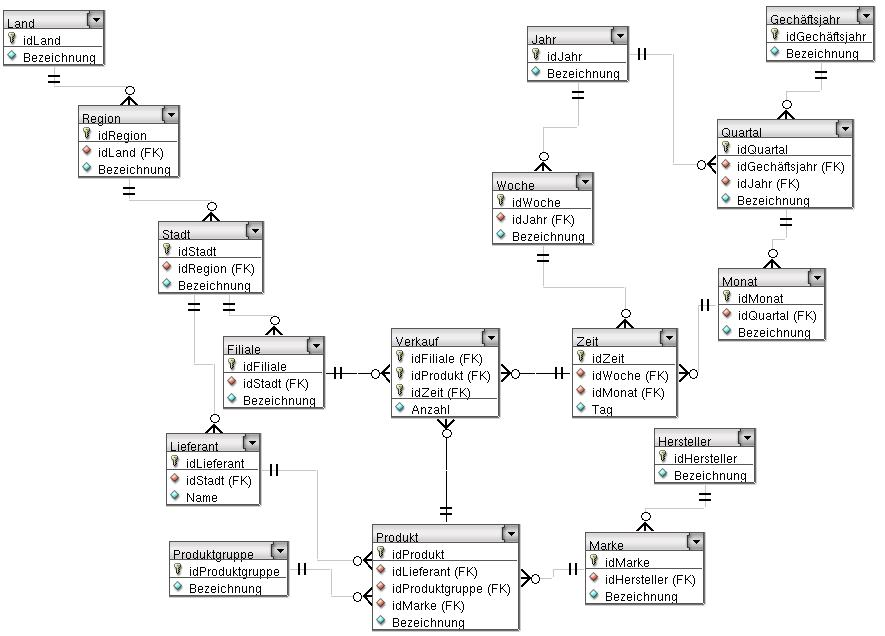 Land
idLand
Bezeichnung
Region
idRegion
idLand (FK)
Bezeichnung
Stadt
idStadt
idRegion (FK)
Bezeichnung
Filiale
idFiliale
idStadt (FK)
Bezeichnung
Lieferant
idLieferant
idStadt (FK)
Name
Produktgruppe
idProduktgruppe
Bezeichnung
Verkauf
idFiliale (FK)
idProdukt (FK)
idZeit (FK)
Anzahl
Produkt
idProdukt
idLieferant (FK)
idProduktgruppe (FK)
idMarke (FK)
Bezeichnung
Jahr
idJahr
Bezeichnung
Woche
idWoche
idJahr (FK)
Bezeichnung
Zeit
idZeit
idWoche (FK)
idMonat (FK)
Tag
Gechäftsjahr
idGechäftsjahr
Bezeichnung
Quartal
idQuartal
idGechäftsjahr (FK)
idJahr (FK)
Bezeichnung
Monat
idMonat
idQuartal (FK)
Bezeichnung
Hersteller
idHersteller
Bezeichnung
Marke
idMarke
idHersteller (FK)
Bezeichnung